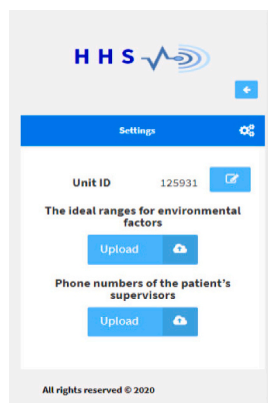 H H S
Settings
Unit ID 125931
The ideal ranges for environmental
factors
Upload
Phone numbers of the patient's
supervisors
Upload
All rights reserved © 2020